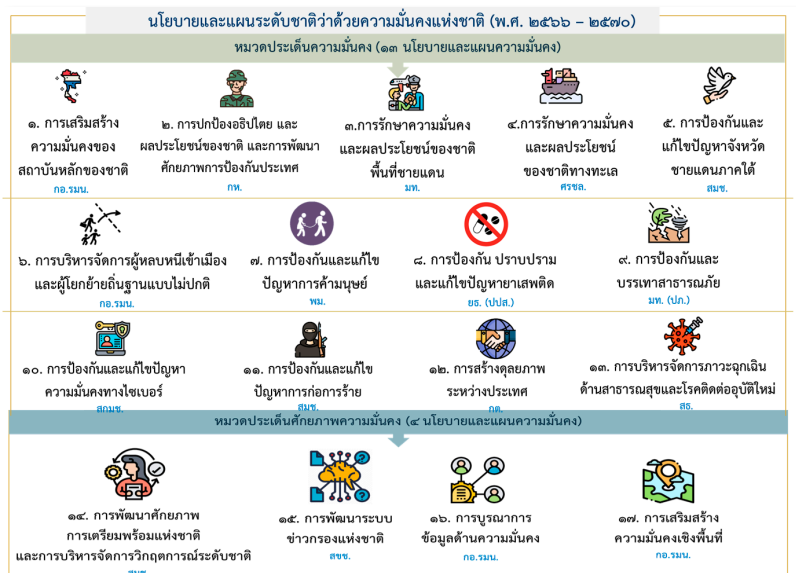 นโยบายและแผนระดับชาติว่าด้วยความมั่นคงแห่งชาติ (พ.ศ. ๒๕๖๖ – ๒๕๗๐)
หมวดประเด็นความมั่นคง (๑๓ นโยบายและแผนความมั่นคง)
๑. การเสริมสร้าง
ความมั่นคงของ
สถาบันหลักของชาติ
กอ.รมน.
๒. การปกป้องอธิปไตย และ
ผลประโยชน์ของชาติ และการพัฒนา
ศักยภาพการป้องกันประเทศ
กห.
๓.การรักษาความมั่นคง
และผลประโยชน์ของชาติ
พื้นที่ชายแดน
มท.
๔.การรักษาความมั่นคง
และผลประโยชน์
ของชาติทางทะเล
ศรชล.
๕. การป้องกันและ
แก้ไขปัญหาจังหวัด
ชายแดนภาคใต้
สมช.
๖. การบริหารจัดการผู้หลบหนีเข้าเมือง
และผู้โยกย้ายถิ่นฐานแบบไม่ปกติ
กอ.รมน.
๗. การป้องกันและแก้ไข
ปัญหาการค้ามนุษย์
พม.
๘. การป้องกัน ปราบปราม
และแก้ไขปัญหายาเสพติด
ยธ. (ปปส.)
๙. การป้องกันและ
บรรเทาสาธารณภัย
มท. (ปภ.)
๑๐. การป้องกันและแก้ไขปัญหา
ความมั่นคงทางไซเบอร์
สกมช.
๑๑. การป้องกันและแก้ไข
ปัญหาการก่อการร้าย
สมช.
๑๒. การสร้างดุลยภาพ
ระหว่างประเทศ
กต.
๑๓. การบริหารจัดการภาวะฉุกเฉิน
ด้านสาธารณสุขและโรคติดต่ออุบัติใหม่
สธ.
หมวดประเด็นศักยภาพความมั่นคง (๔ นโยบายและแผนความมั่นคง)
๑๔. การพัฒนาศักยภาพ
การเตรียมพร้อมแห่งชาติ
และการบริหารจัดการวิกฤตการณ์ระดับชาติ
สมช.
๑๕. การพัฒนาระบบ
ข่าวกรองแห่งชาติ
สขช.
๑๖. การบูรณาการ
ข้อมูลด้านความมั่นคง
กอ.รมน.
๑๗. การเสริมสร้าง
ความมั่นคงเชิงพื้นที่
กอ.รมน.